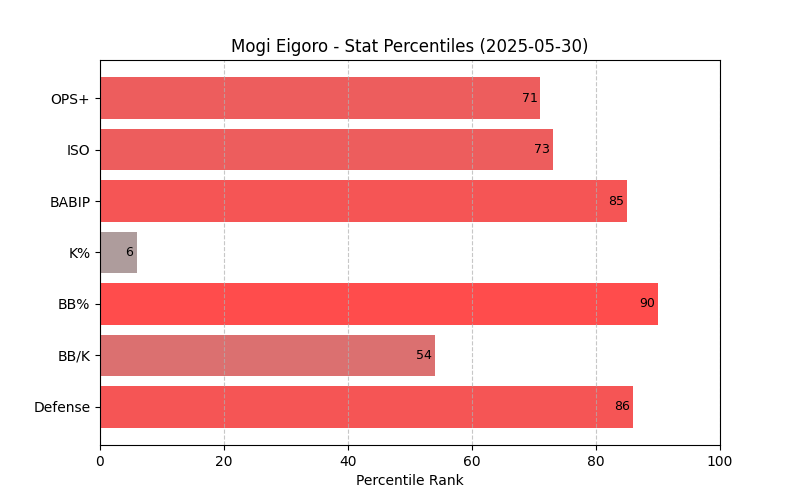 Mogi Eigoro - Stat Percentiles (2025-05-30)
OPS+ 71
ISO 73
BABIP 85
K% 6
BB% 90
BB/K 54
Defense 86
0 20 40 60 80 100
Percentile Rank